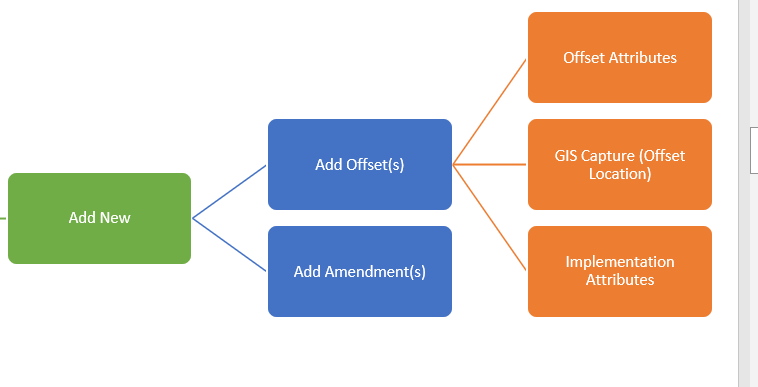 Add New
Add Offset(s)
Add Amendment(s)
Offset Attributes
GIS Capture (Offset
Location)
Implementation
Attributes